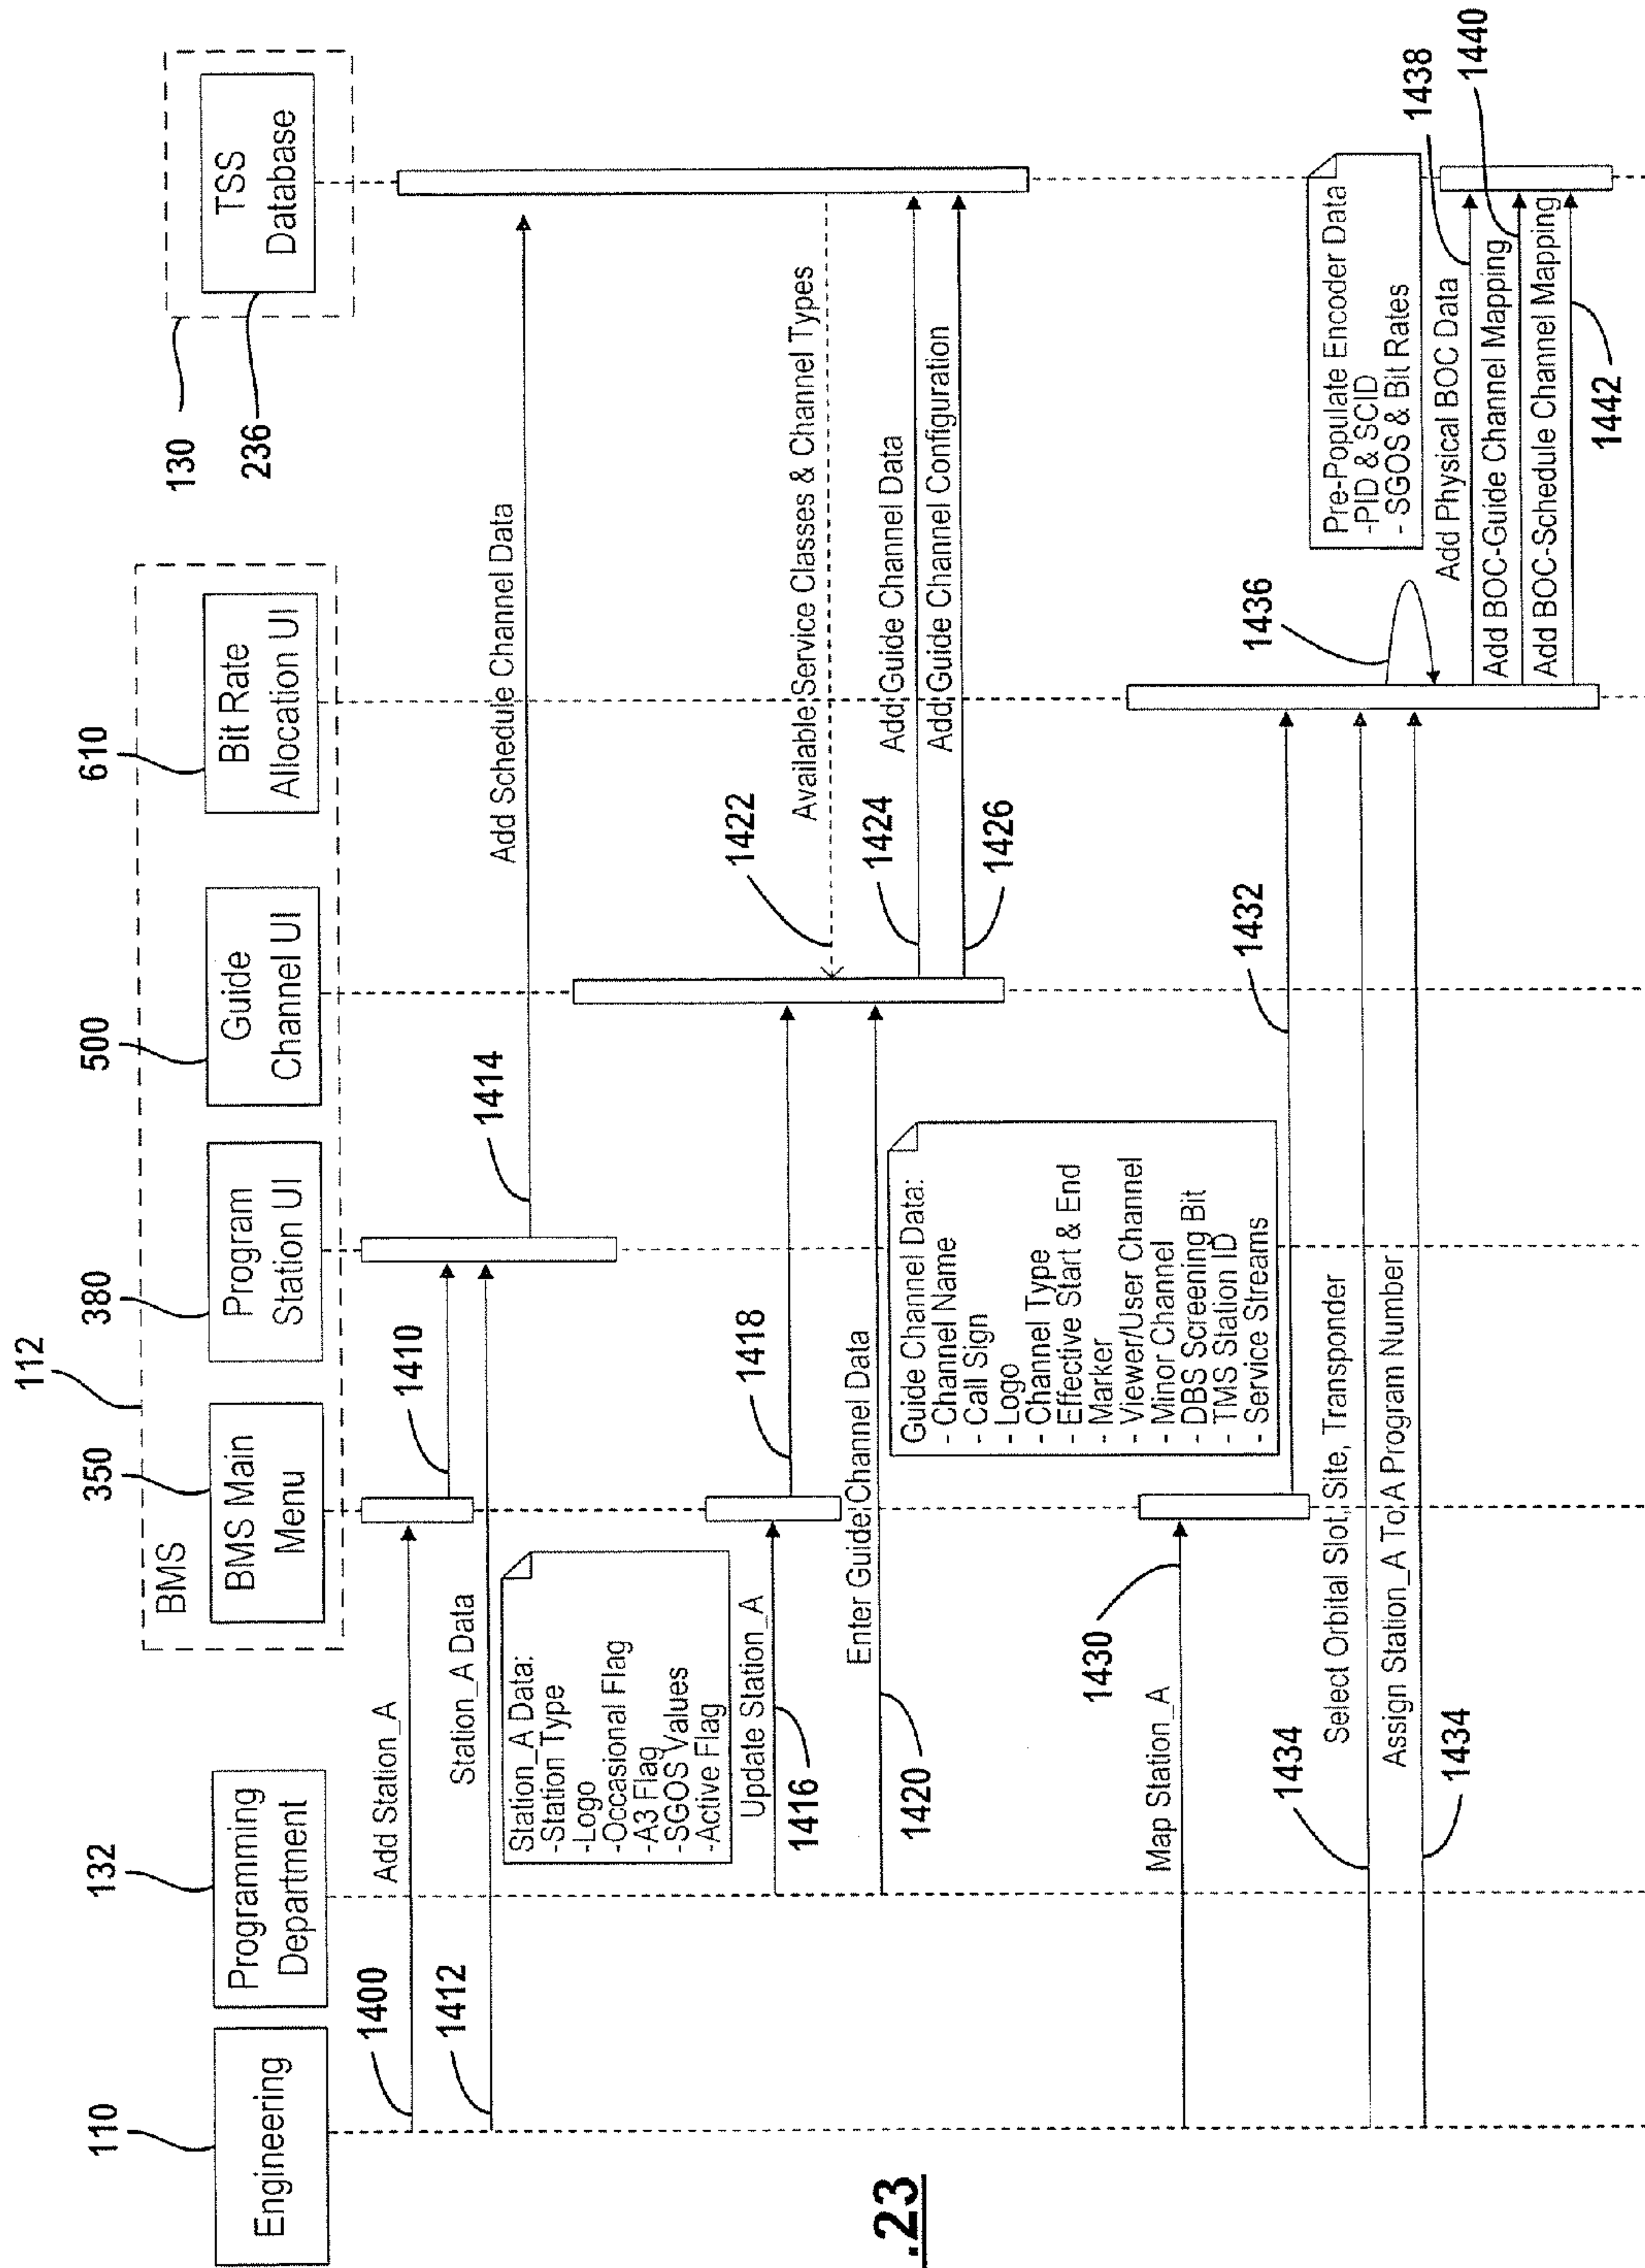 112
130
110
132
350
380
500
610
236
BMS
Engineering
Programming
Department
BMS Main
Menu
Program
Station UI
Guide
Channel UI
Bit Rate
Allocation UI
TSS
Database
1400
Add Station_A
1410
1412
Station_A Data
1414
Add Schedule Channel Data
Station_A Data:
-Station Type
-Logo
-Occasional Flag
-A3 Flag
-SGOS Values
-Active Flag
Update Station_A
1416
1418
1422
Available Service Classes & Channel Types
Enter Guide Channel Data
1420
1424
Add Guide Channel Data
Add Guide Channel Configuration
1426
Guide Channel Data:
- Channel Name
- Call Sign
- Logo
- Channel Type
- Effective Start & End
- Marker
- Viewer/User Channel
- Minor Channel
- DBS Screening Bit
- TMS Station ID
- Service Streams
Map Station_A
1430
1432
1434
Select Orbital Slot, Site, Transponder
Assign Station_A To A Program Number
1434
1436
Pre-Populate Encoder Data
-PID & SCID
- SGOS & Bit Rates
Add Physical BOC Data
1438
Add BOC-Guide Channel Mapping
1440
Add BOC-Schedule Channel Mapping
1442
.23